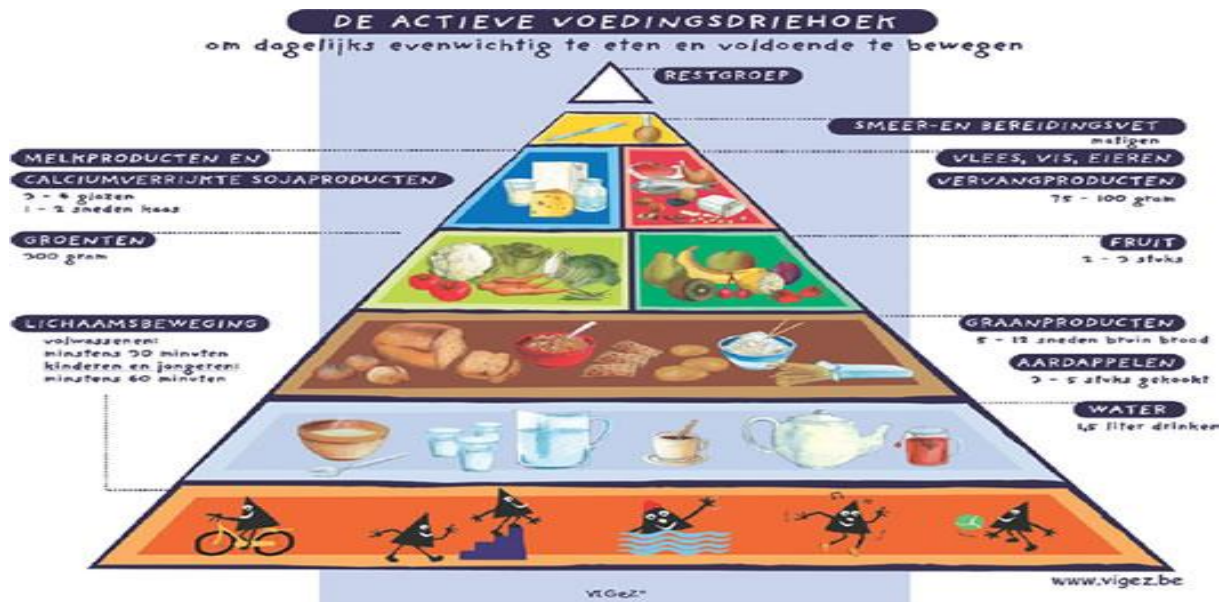 DE ACTIEVE VOEDINGSDRIEHOEK
om dagelijks evenwichtig te eten en voldoende te bewegen
RESTGROEP
SMEER-EN BEREIDINGSVET
matigen
MELKPRODUCTEN EN
CALCIUMVERRIJKTE SOJAPRODUCTEN
3 - 4 glazen
1 - 2 sneden kaas
VLEES, VIS, EIEREN
VERVANGPRODUCTEN
75 - 100 gram
GROENTEN
300 gram
FRUIT
2 - 3 stuks
LICHAAMSBEWEGING
volwassenen:
minstens 30 minuten
kinderen en jongeren:
minstens 60 minuten
GRAANPRODUCTEN
5 - 12 sneden bruin brood
AARDAPPELEN
3 - 5 stuks gekookt
WATER
1,5 liter drinken
www.vigez.be
VIGeZ